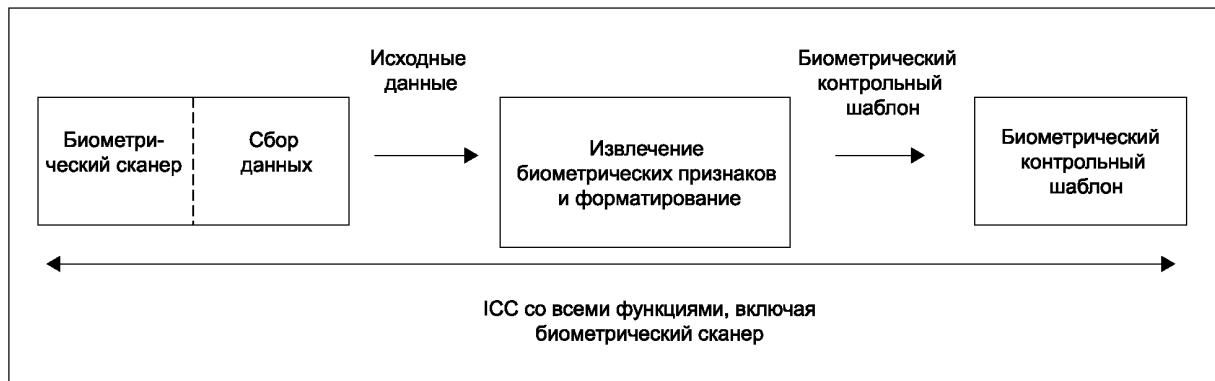 Исходные
данные
Биометрический
контрольный
шаблон
Биометри-
ческий сканер
Сбор
данных
Извлечение
биометрических признаков
и форматирование
Биометрический
контрольный
шаблон
ICC со всеми функциями, включая
биометрический сканер